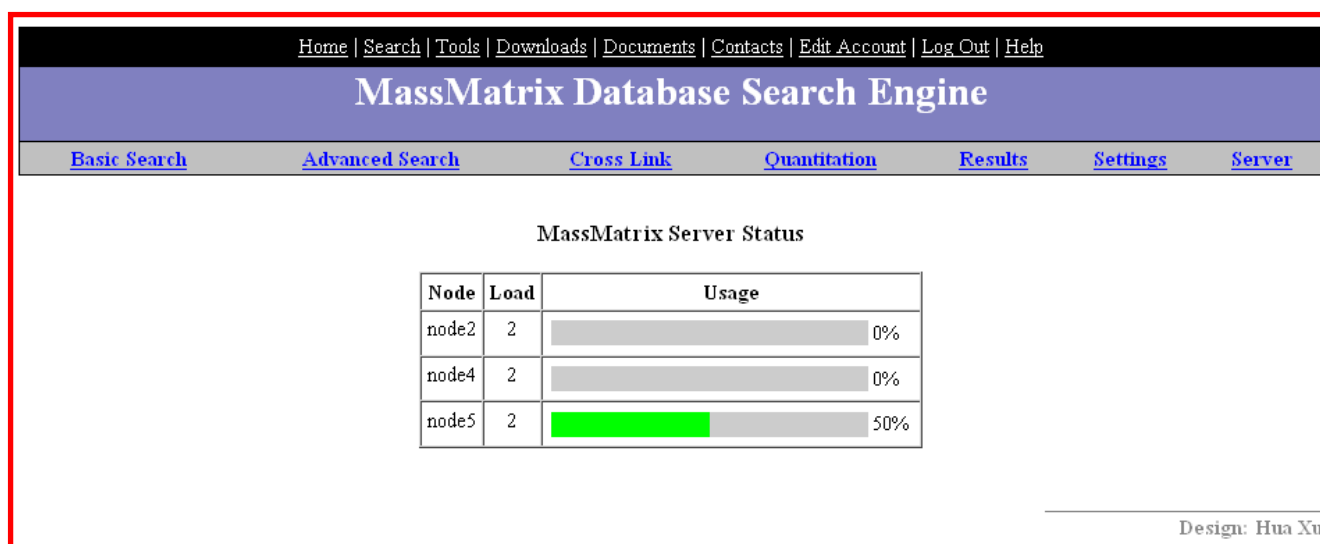 Home | Search | Tools | Downloads | Documents | Contacts | Edit Account | Log Out | Help
MassMatrix Database Search Engine
Basic Search Advanced Search Cross Link Quantitation Results Settings Server
MassMatrix Server Status
Node Load Usage
node2 2 0%
node4 2 0%
node5 2 50%
Design: Hua Xu